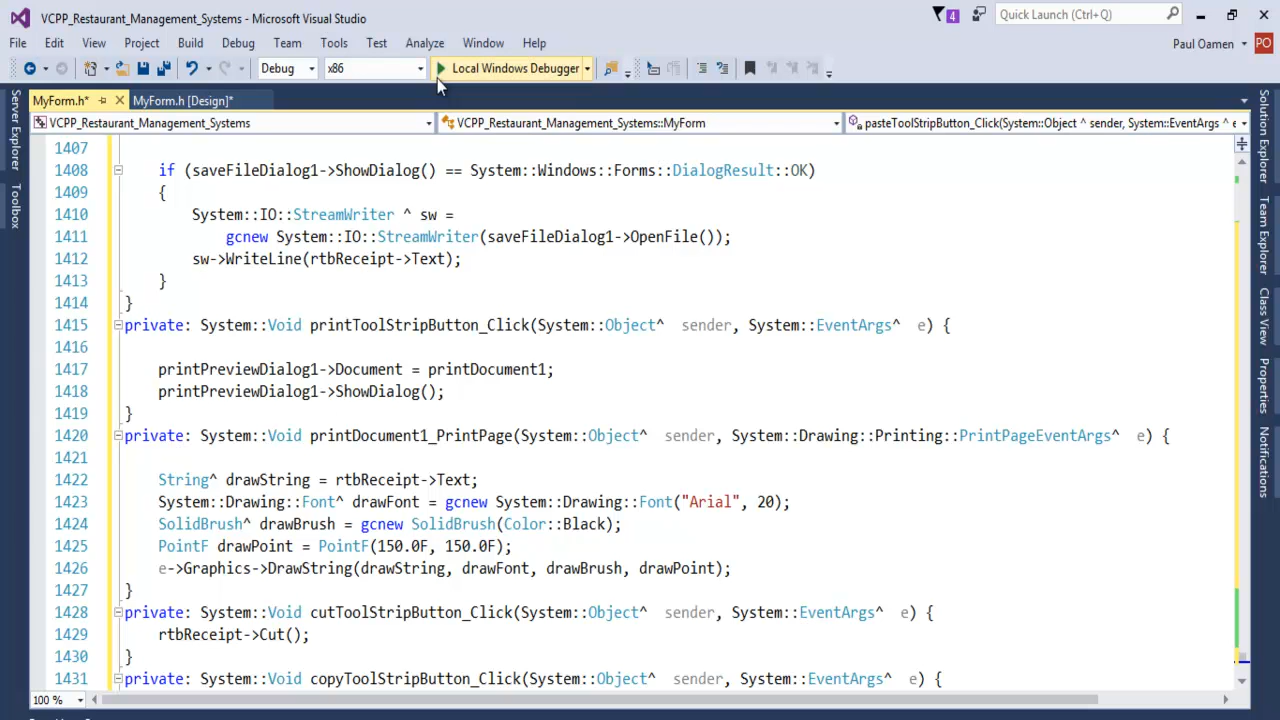 VCPP_Restaurant_Management_Systems - Microsoft Visual Studio
4
Quick Launch (Ctrl+Q)
File Edit View Project Build Debug Team Tools Test Analyze Window Help
Paul Oamen
PO
Debug
x86
Local Windows Debugger
MyForm.h*
MyForm.h [Design]*
VCPP_Restaurant_Management_Systems
VCPP_Restaurant_Management_Systems::MyForm
pasteToolStripButton_Click(System::Object ^ sender, System::EventArgs ^ e
Server Explorer
Toolbox
Solution Explorer
Team Explorer
Class View
Properties
Notifications
1407
1408 if (saveFileDialog1->ShowDialog() == System::Windows::Forms::DialogResult::OK)
1409 {
1410 System::IO::StreamWriter ^ sw =
1411 gcnew System::IO::StreamWriter(saveFileDialog1->OpenFile());
1412 sw->WriteLine(rtbReceipt->Text);
1413 }
1414 }
1415 private: System::Void printToolStripButton_Click(System::Object^ sender, System::EventArgs^ e) {
1416
1417 printPreviewDialog1->Document = printDocument1;
1418 printPreviewDialog1->ShowDialog();
1419 }
1420 private: System::Void printDocument1_PrintPage(System::Object^ sender, System::Drawing::Printing::PrintPageEventArgs^ e) {
1421
1422 String^ drawString = rtbReceipt->Text;
1423 System::Drawing::Font^ drawFont = gcnew System::Drawing::Font("Arial", 20);
1424 SolidBrush^ drawBrush = gcnew SolidBrush(Color::Black);
1425 PointF drawPoint = PointF(150.0F, 150.0F);
1426 e->Graphics->DrawString(drawString, drawFont, drawBrush, drawPoint);
1427 }
1428 private: System::Void cutToolStripButton_Click(System::Object^ sender, System::EventArgs^ e) {
1429 rtbReceipt->Cut();
1430 }
1431 private: System::Void copyToolStripButton_Click(System::Object^ sender, System::EventArgs^ e) {
100 %